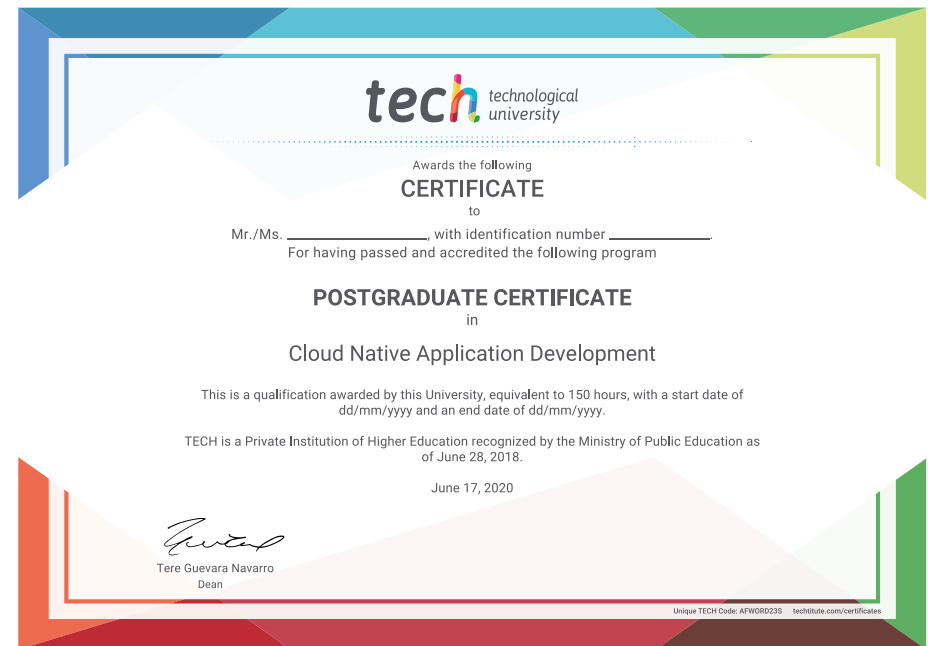 tech technological
university
Awards the following
CERTIFICATE
to
Mr./Ms. ____________________, with identification number ______________.
For having passed and accredited the following program
POSTGRADUATE CERTIFICATE
in
Cloud Native Application Development
This is a qualification awarded by this University, equivalent to 150 hours, with a start date of
dd/mm/yyyy and an end date of dd/mm/yyyy.
TECH is a Private Institution of Higher Education recognized by the Ministry of Public Education as
of June 28, 2018.
June 17, 2020
Tere Guevara Navarro
Dean
Unique TECH Code: AFWORD23S techtitute.com/certificates